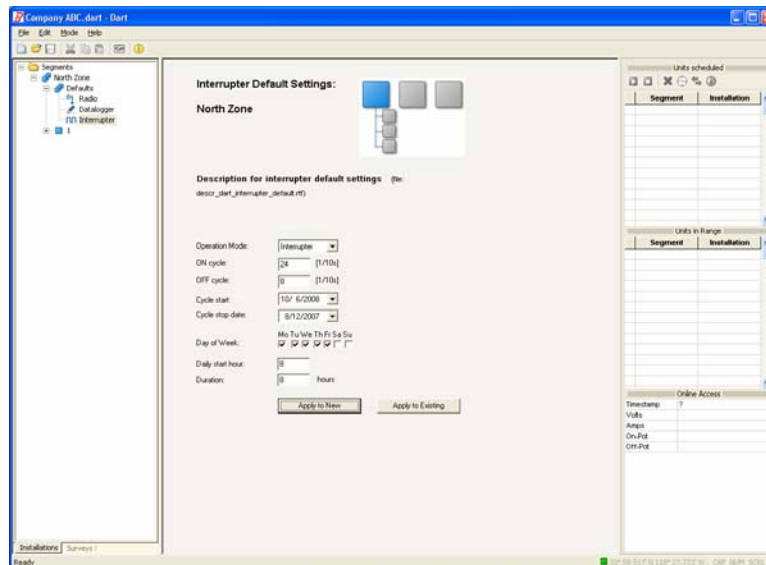 Company ABC.dart - Dart
File Edit Mode Help
Segments
North Zone
Defaults
Radio
Datalogger
Interrupter
1
Interrupter Default Settings:
North Zone
Description for interrupter default settings (file:
descr_dart_interrupter_default.rtf)
Operation Mode: Interrupter
ON cycle: 24 [1/10s]
OFF cycle: 8 [1/10s]
Cycle start: 10/ 6/2008
Cycle stop date: 8/12/2007
Mo Tu We Th Fr Sa Su
Day of Week:
Daily start hour: 8
Duration: 8 hours
Apply to New Apply to Existing
Units scheduled
Segment Installation
Units in Range
Segment Installation
Online Access
Timestamp ?
Volts
Amps
On-Pot
Off-Pot
Installations Surveys
Ready
CAP NUM SCRL